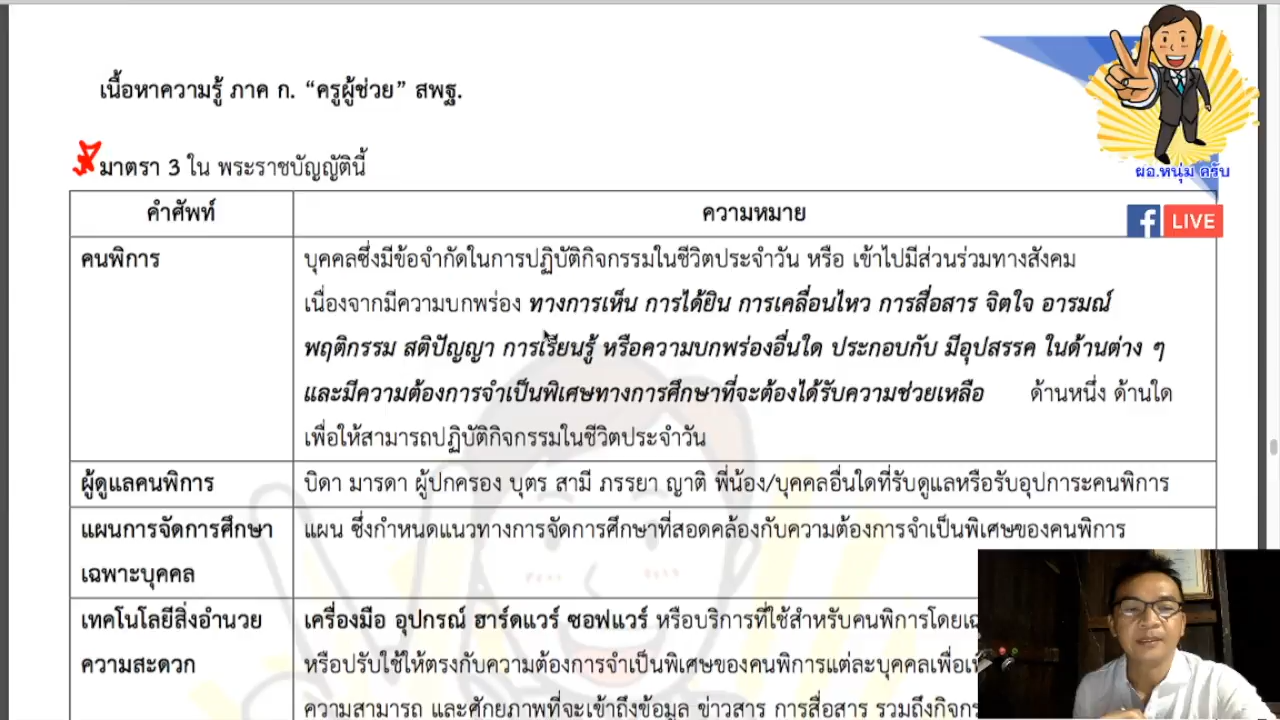 เนื้อหาความรู้ ภาค ก. “ครูผู้ช่วย” สพฐ.
ผอ.หนุ่ม ครับ
มาตรา 3 ใน พระราชบัญญัตินี้
f LIVE
คำศัพท์ ความหมาย
คนพิการ บุคคลซึ่งมีข้อจำกัดในการปฏิบัติกิจกรรมในชีวิตประจำวัน หรือ เข้าไปมีส่วนร่วมทางสังคม
เนื่องจากมีความบกพร่อง ทางการเห็น การได้ยิน การเคลื่อนไหว การสื่อสาร จิตใจ อารมณ์
พฤติกรรม สติปัญญา การเรียนรู้ หรือความบกพร่องอื่นใด ประกอบกับ มีอุปสรรค ในด้านต่าง ๆ
และมีความต้องการจำเป็นพิเศษทางการศึกษาที่จะต้องได้รับความช่วยเหลือ ด้านหนึ่ง ด้านใด
เพื่อให้สามารถปฏิบัติกิจกรรมในชีวิตประจำวัน
ผู้ดูแลคนพิการ บิดา มารดา ผู้ปกครอง บุตร สามี ภรรยา ญาติ พี่น้อง/บุคคลอื่นใดที่รับดูแลหรือรับอุปการะคนพิการ
แผนการจัดการศึกษา แผน ซึ่งกำหนดแนวทางการจัดการศึกษาที่สอดคล้องกับความต้องการจำเป็นพิเศษของคนพิการ
เฉพาะบุคคล
เทคโนโลยีสิ่งอำนวย เครื่องมือ อุปกรณ์ ฮาร์ดแวร์ ซอฟแวร์ หรือบริการที่ใช้สำหรับคนพิการโดย
ความสะดวก หรือปรับใช้ให้ตรงกับความต้องการจำเป็นพิเศษของคนพิการแต่ละบุคคลเพื่อ
ความสามารถ และศักยภาพที่จะเข้าถึงข้อมูล ข่าวสาร การสื่อสาร